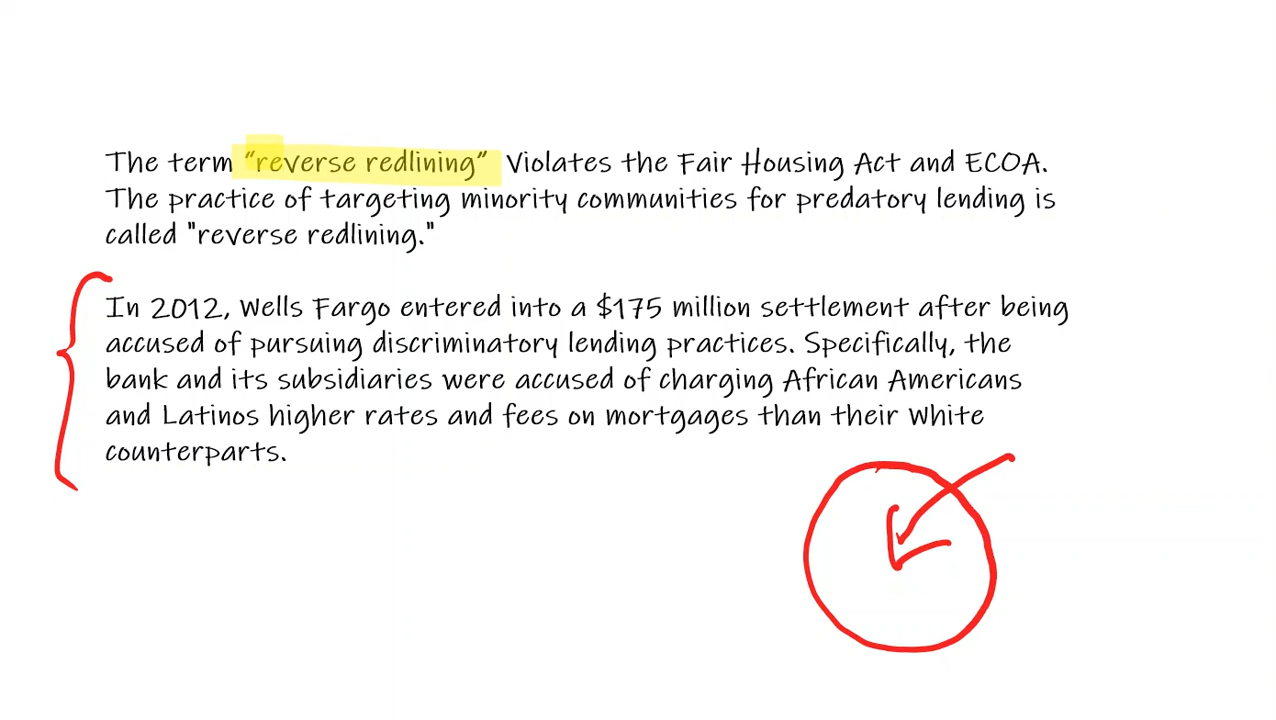 The term “reverse redlining” Violates the Fair Housing Act and ECOA.
The practice of targeting minority communities for predatory lending is
called "reverse redlining."
In 2012, Wells Fargo entered into a $175 million settlement after being
accused of pursuing discriminatory lending practices. Specifically, the
bank and its subsidiaries were accused of charging African Americans
and Latinos higher rates and fees on mortgages than their White
counterparts.